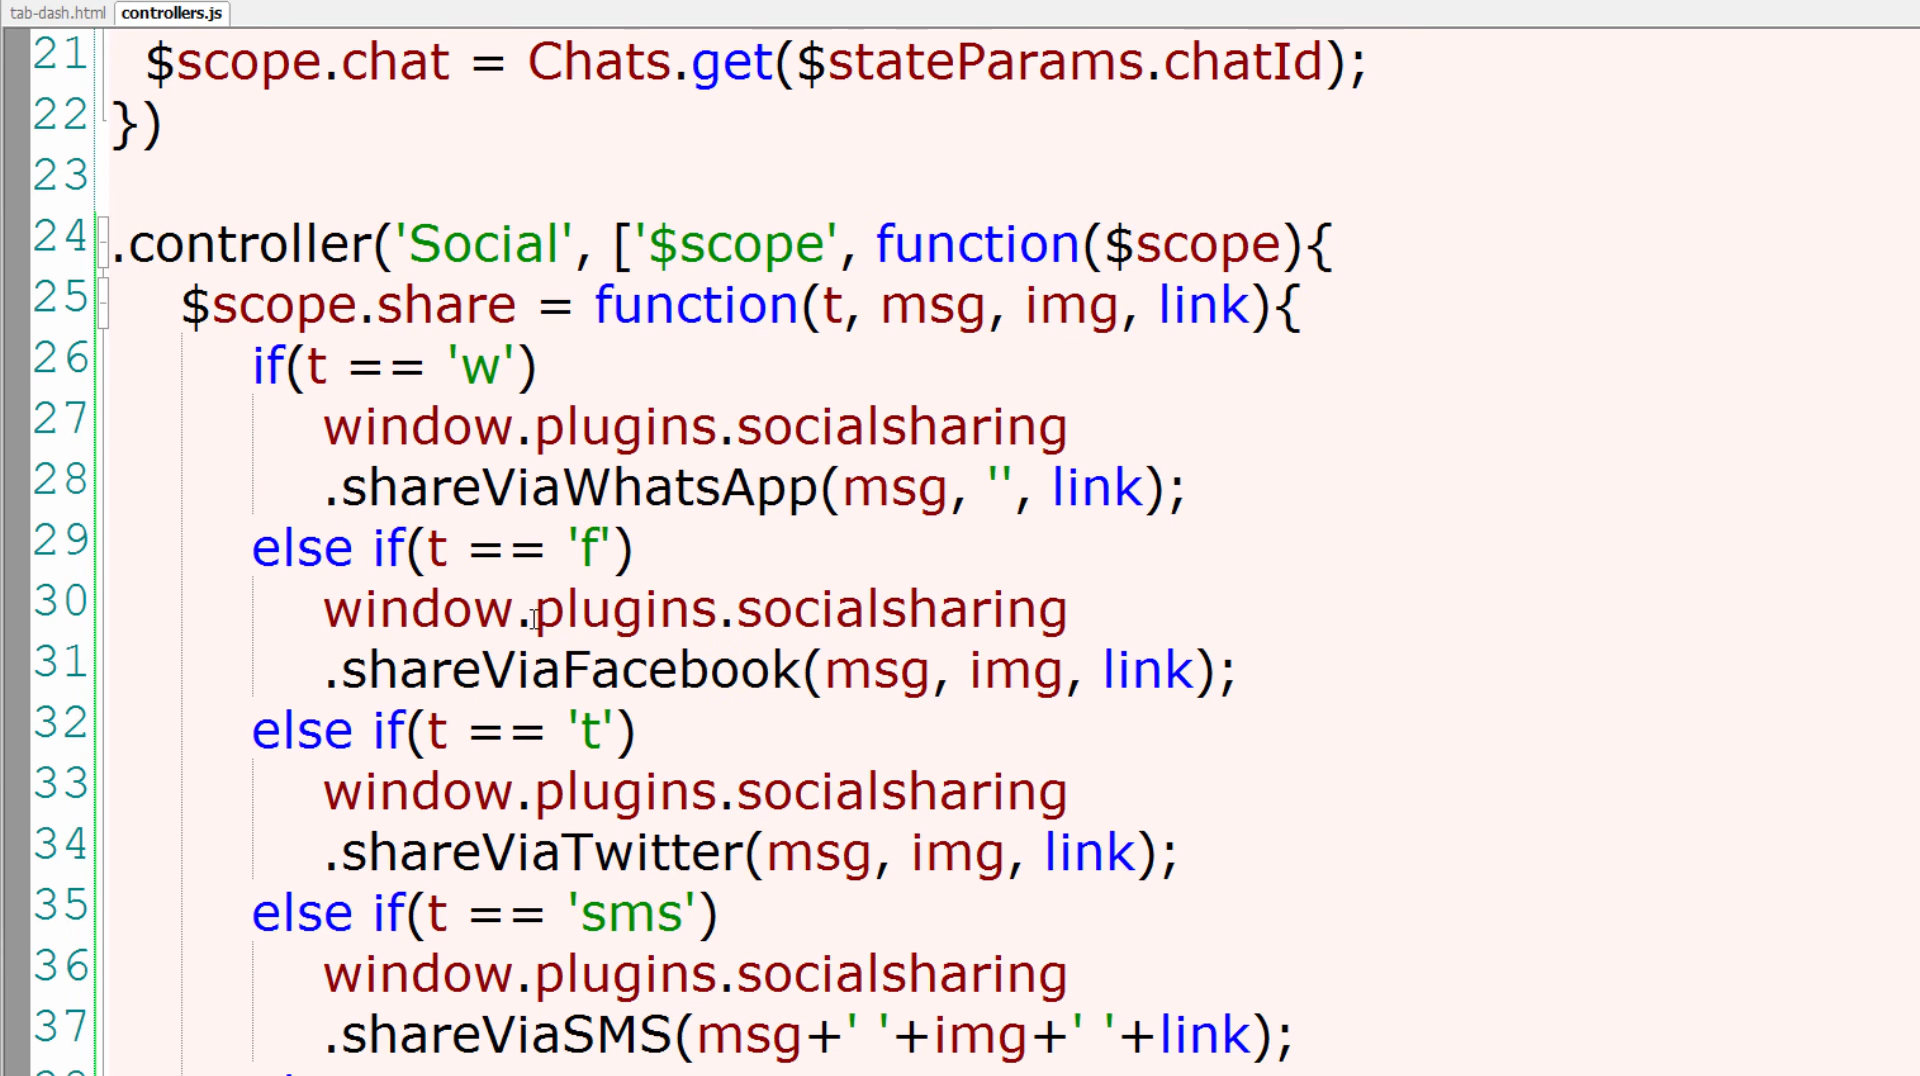 tab-dash.html controllers.js
21 $scope.chat = Chats.get($stateParams.chatId);
22 })
23
24 .controller('Social', ['$scope', function($scope){
25 $scope.share = function(t, msg, img, link){
26 if(t == 'w')
27 window.plugins.socialsharing
28 .shareViaWhatsApp(msg, '', link);
29 else if(t == 'f')
30 window.plugins.socialsharing
31 .shareViaFacebook(msg, img, link);
32 else if(t == 't')
33 window.plugins.socialsharing
34 .shareViaTwitter(msg, img, link);
35 else if(t == 'sms')
36 window.plugins.socialsharing
37 .shareViaSMS(msg+' '+img+' '+link);